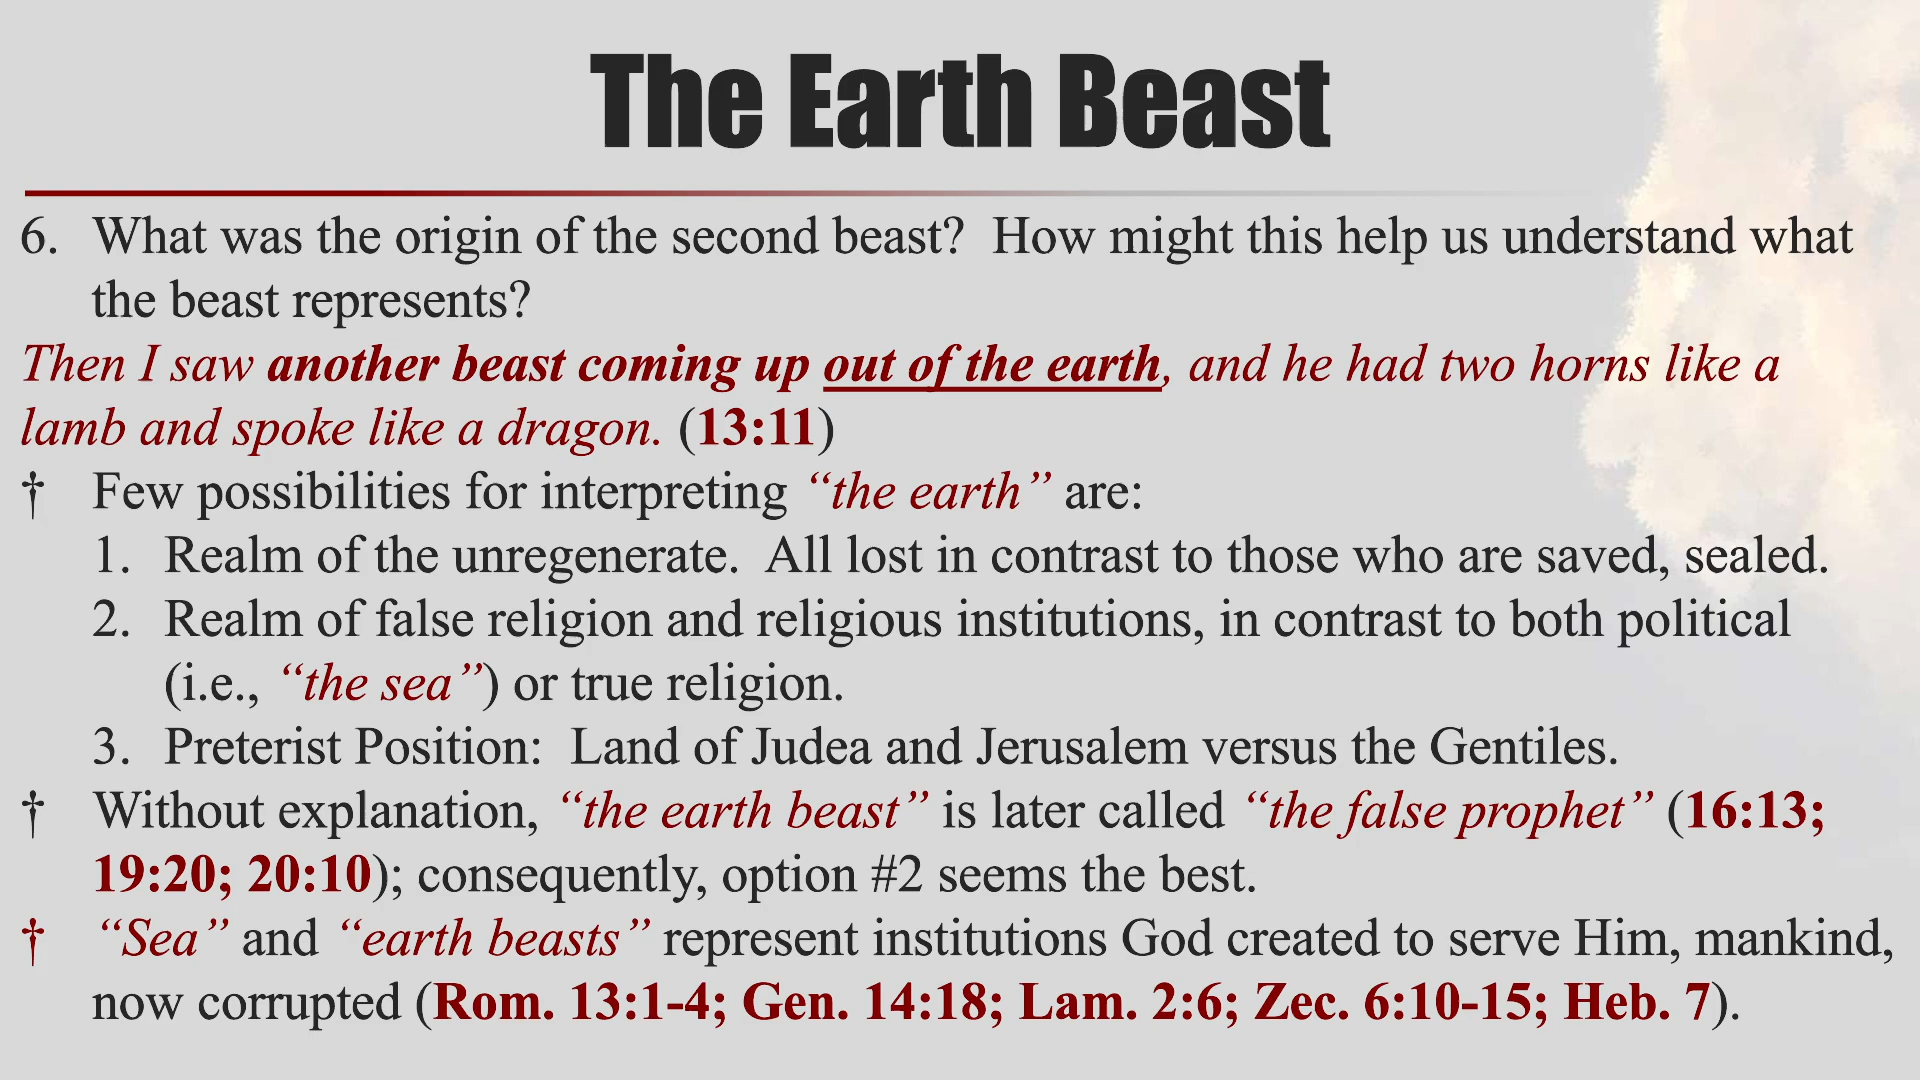 The Earth Beast
6. What was the origin of the second beast?  How might this help us understand what
the beast represents?
Then I saw another beast coming up out of the earth, and he had two horns like a
lamb and spoke like a dragon. (13:11)
† Few possibilities for interpreting “the earth” are:
1. Realm of the unregenerate.  All lost in contrast to those who are saved, sealed.
2. Realm of false religion and religious institutions, in contrast to both political
(i.e., “the sea”) or true religion.
3. Preterist Position:  Land of Judea and Jerusalem versus the Gentiles.
† Without explanation, “the earth beast” is later called “the false prophet” (16:13;
19:20; 20:10); consequently, option #2 seems the best.
† “Sea” and “earth beasts” represent institutions God created to serve Him, mankind,
now corrupted (Rom. 13:1-4; Gen. 14:18; Lam. 2:6; Zec. 6:10-15; Heb. 7).